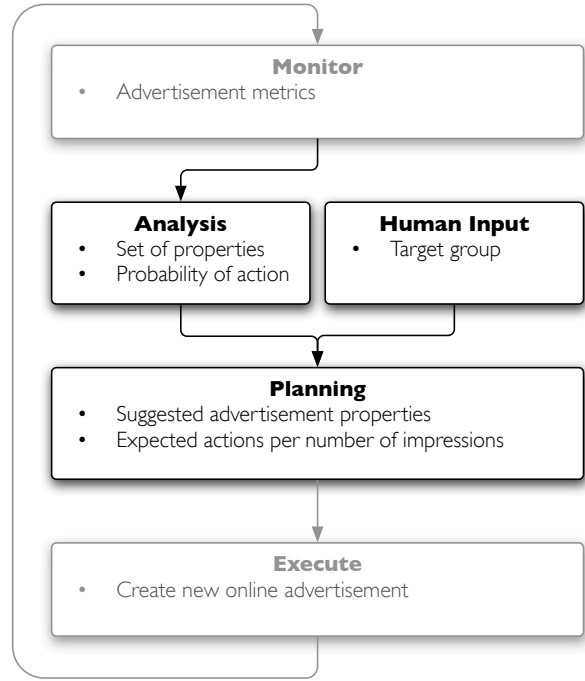 Monitor
• Advertisement metrics
Analysis
• Set of properties
• Probability of action
Human Input
• Target group
Planning
• Suggested advertisement properties
• Expected actions per number of impressions
Execute
• Create new online advertisement